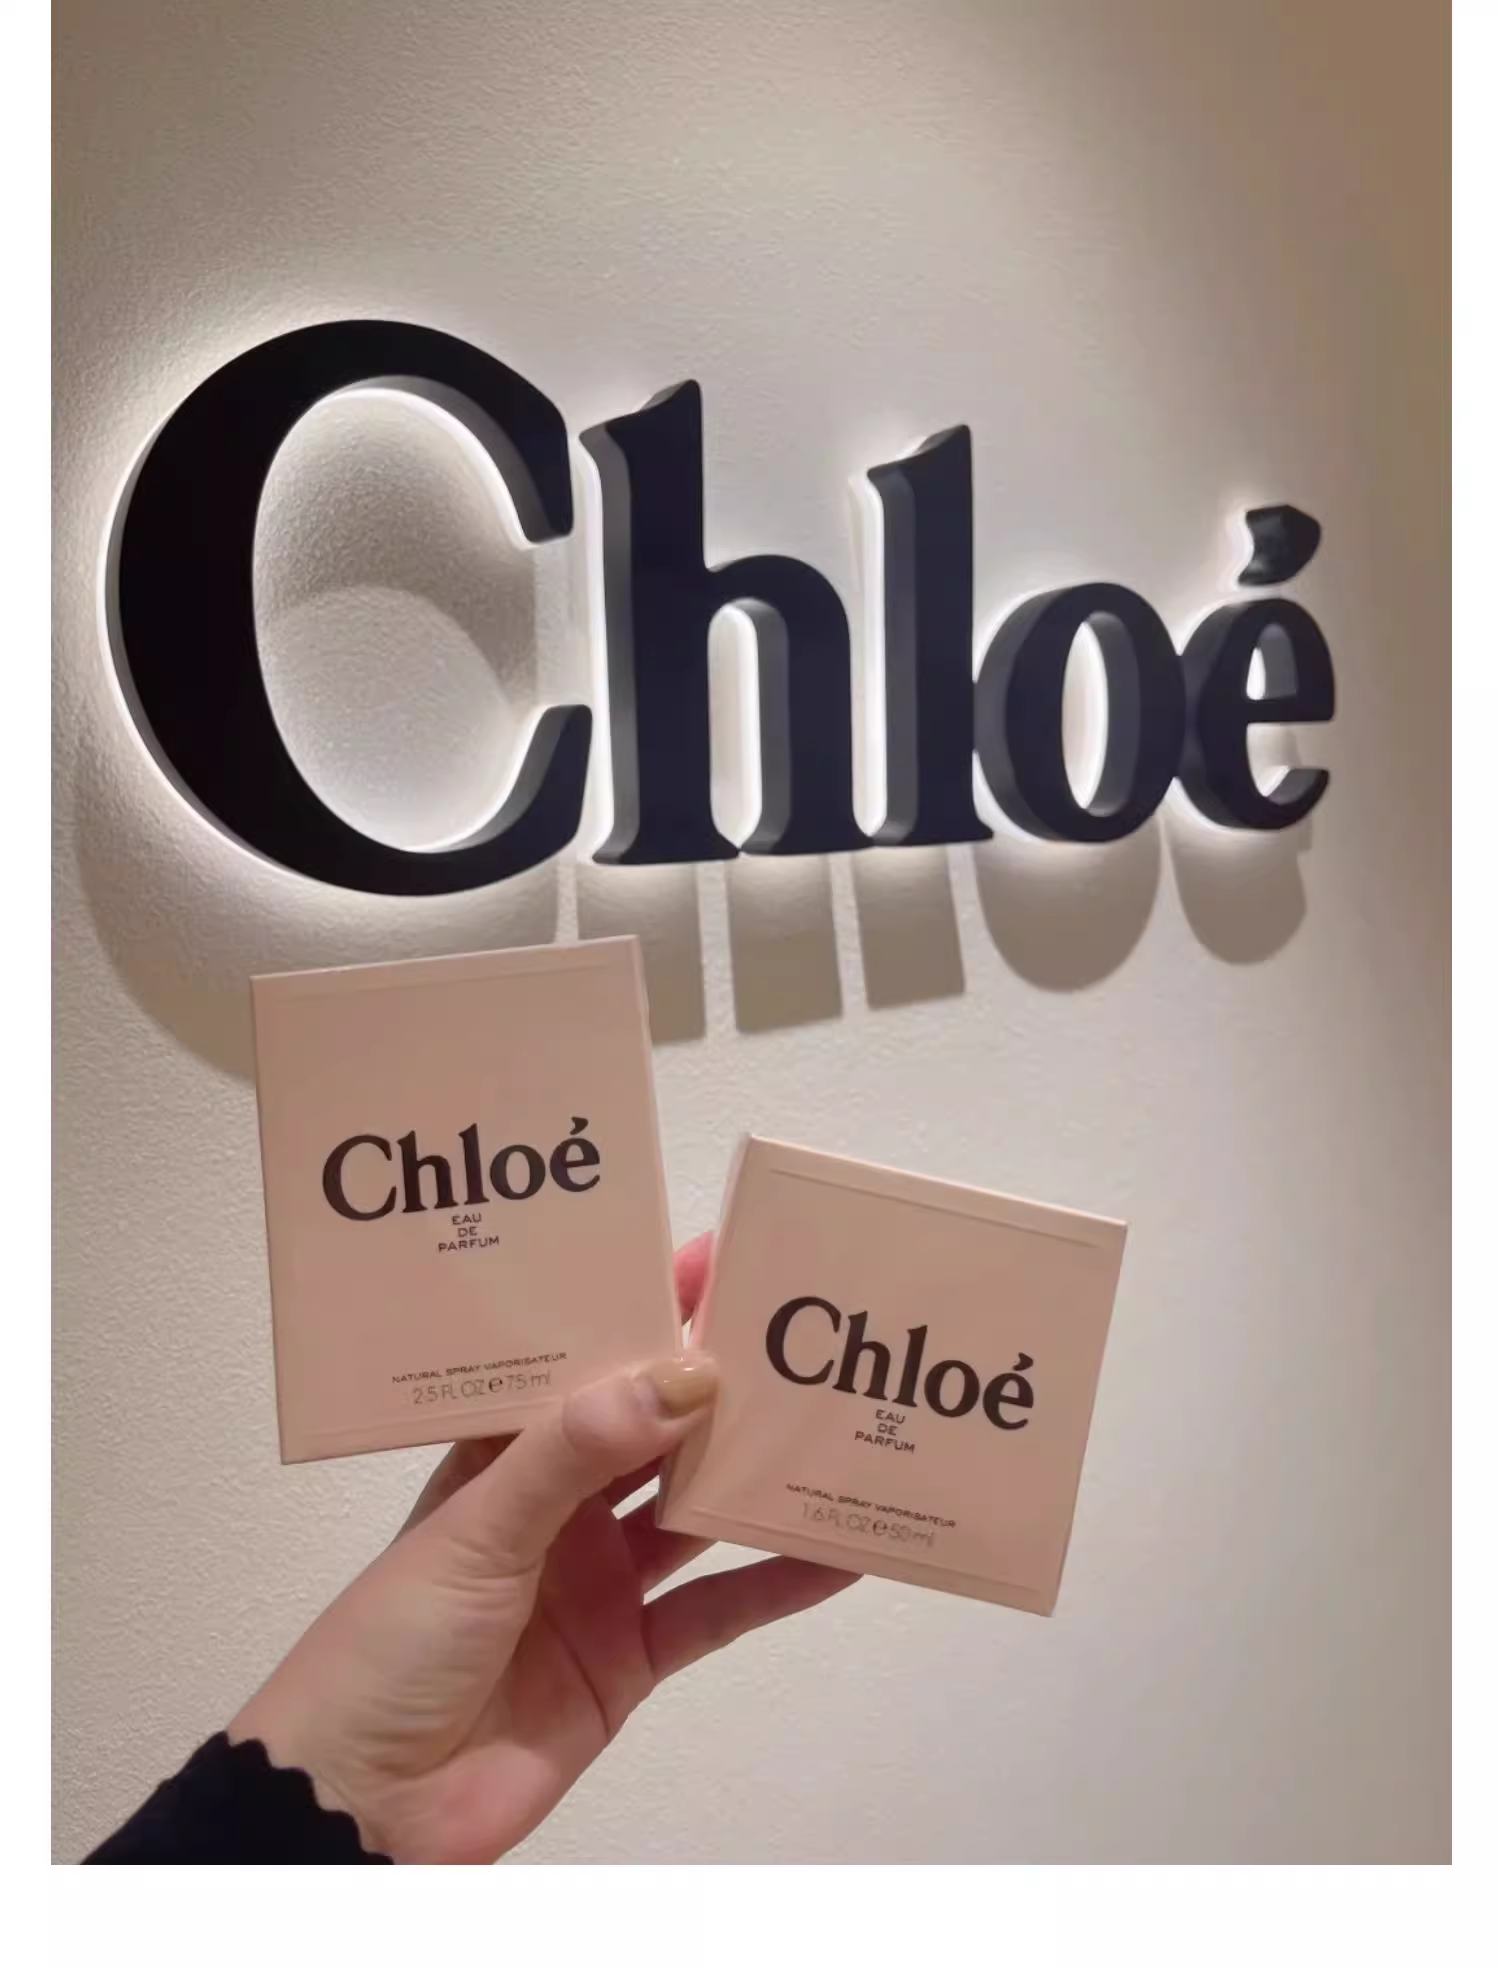 Chloé
Chloé
EAU
DE
PARFUM
NATURAL SPRAY VAPORISATEUR
2.5 FL OZ e 75 ml
Chloé
EAU
DE
PARFUM
NATURAL SPRAY VAPORISATEUR
1.6 FL OZ e 50 ml